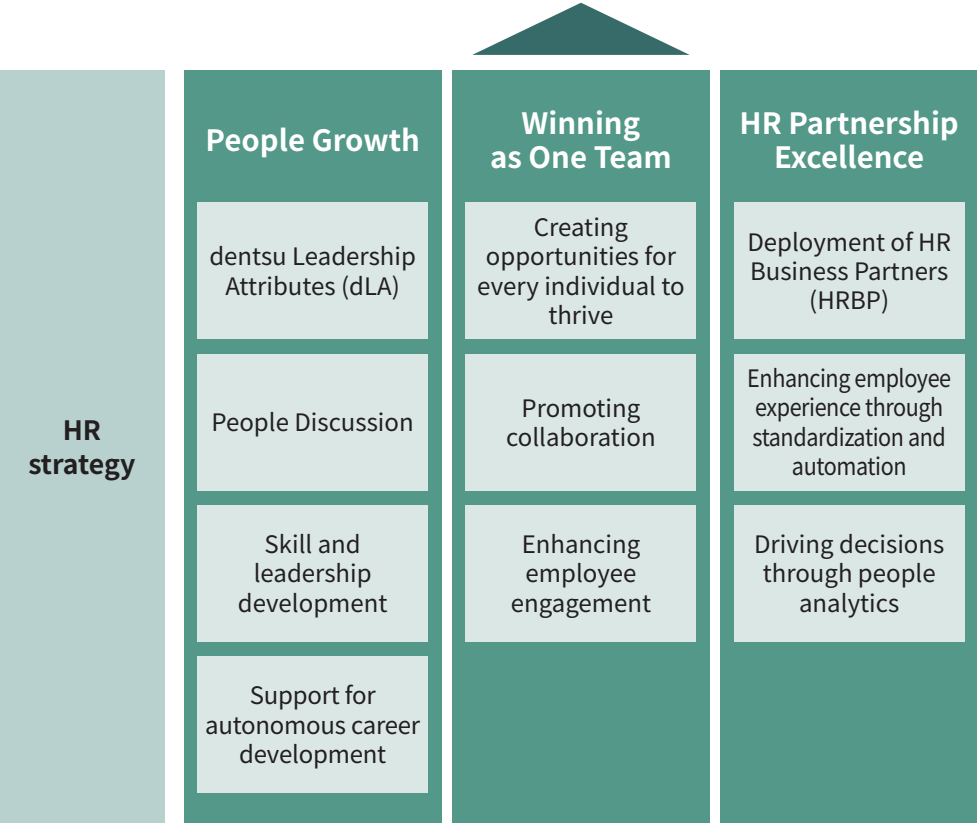 HR
strategy
People Growth
dentsu Leadership
Attributes (dLA)
People Discussion
Skill and
leadership
development
Support for
autonomous career
development
Winning
as One Team
Creating
opportunities for
every individual to
thrive
Promoting
collaboration
Enhancing
employee
engagement
HR Partnership
Excellence
Deployment of HR
Business Partners
(HRBP)
Enhancing employee
experience through
standardization and
automation
Driving decisions
through people
analytics